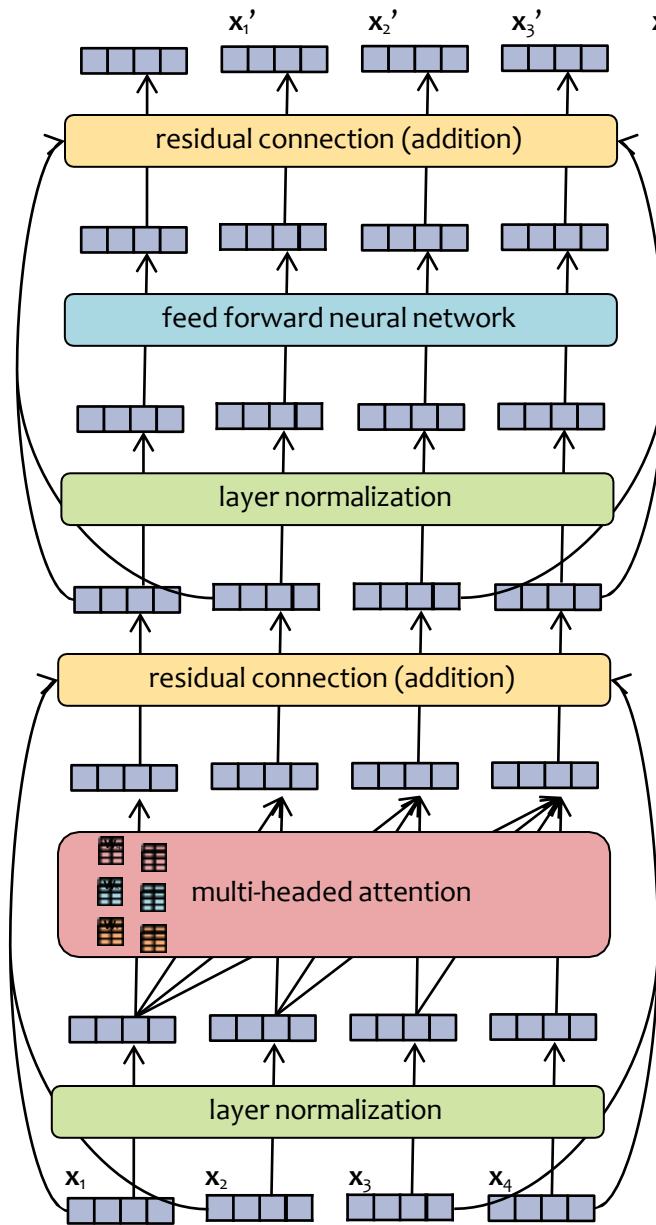 x₁' x₂' x₃' x
residual connection (addition)
feed forward neural network
layer normalization
residual connection (addition)
multi-headed attention
layer normalization
x₁ x₂ x₃ x₄